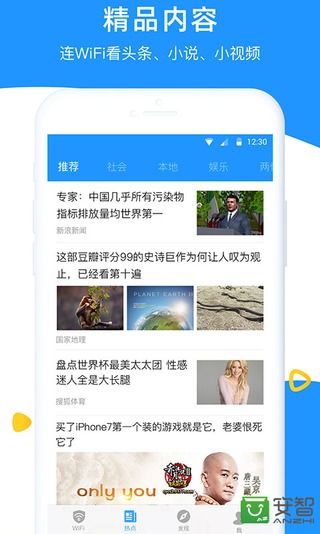 精品内容
连WiFi看头条、小说、小视频
12:30
推荐 社会 本地 娱乐
专家：中国几乎所有污染物
指标排放量均世界第一
新浪新闻
这部豆瓣评分99的史诗巨作为何让人叹为观
止，已经看第十遍
PLANET EARTH II
国家地理
盘点世界杯最美太太团 性感
迷人全是大长腿
搜狐体育
买了iPhone7第一个装的游戏就是它，老婆恨死
它了
only you
WiFi 热点 发现 我
安智
ANZHI